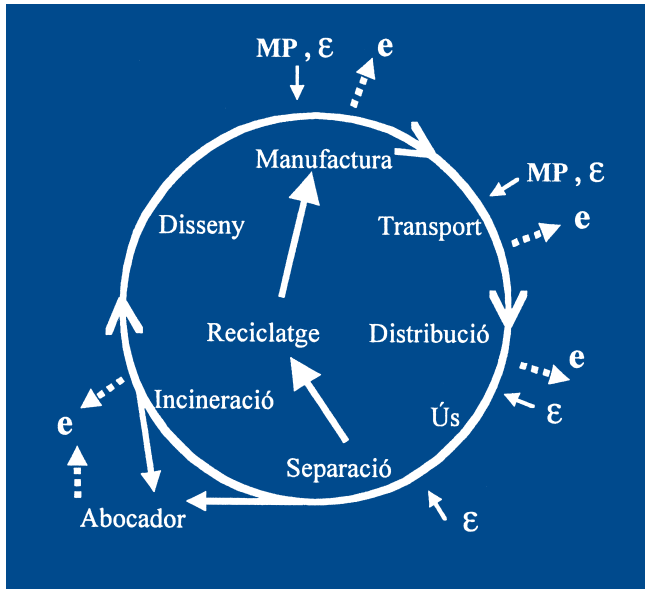 MP , ε
e
Manufactura
MP , ε
Disseny
Transport
e
Reciclatge
Distribució
e
Incineració
ε
Ús
e
Separació
Abocador
ε